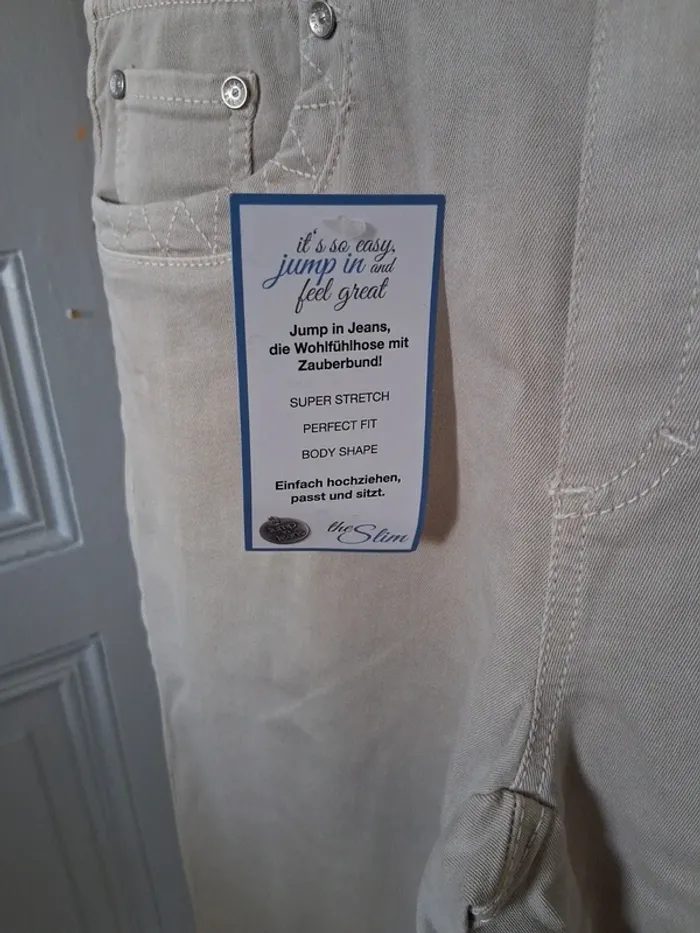 it's so easy,
jump in and
feel great
Jump in Jeans,
die Wohlfühlhose mit
Zauberbund!
SUPER STRETCH
PERFECT FIT
BODY SHAPE
Einfach hochziehen,
passt und sitzt.
the Slim